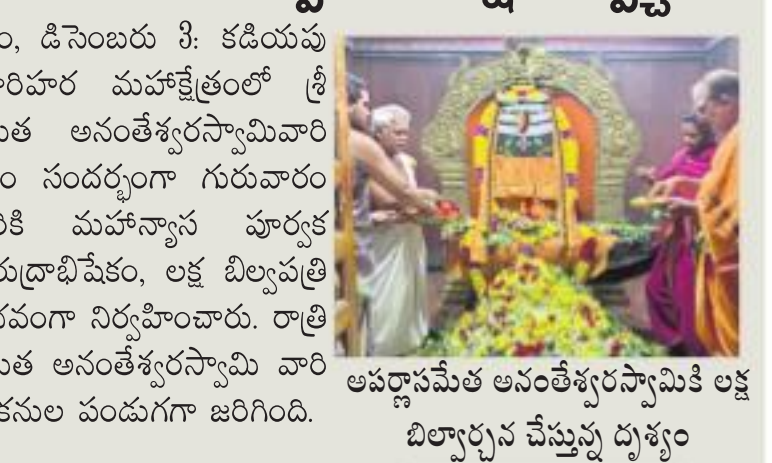 ం, డిసెంబరు 3: కడియపు
ారిహర మహాక్షేత్రంలో శ్రీ
ేత అనంతేశ్వరస్వామివారి
ం సందర్భంగా గురువారం
రికి మహాన్యాస పూర్వక
రుద్రాభిషేకం, లక్ష బిల్వపత్రి
వంగా నిర్వహించారు. రాత్రి
ేత అనంతేశ్వరస్వామి వారి
కనుల పండుగగా జరిగింది.
అపర్ణాసమేత అనంతేశ్వరస్వామికి లక్ష
బిల్వార్చన చేస్తున్న దృశ్యం